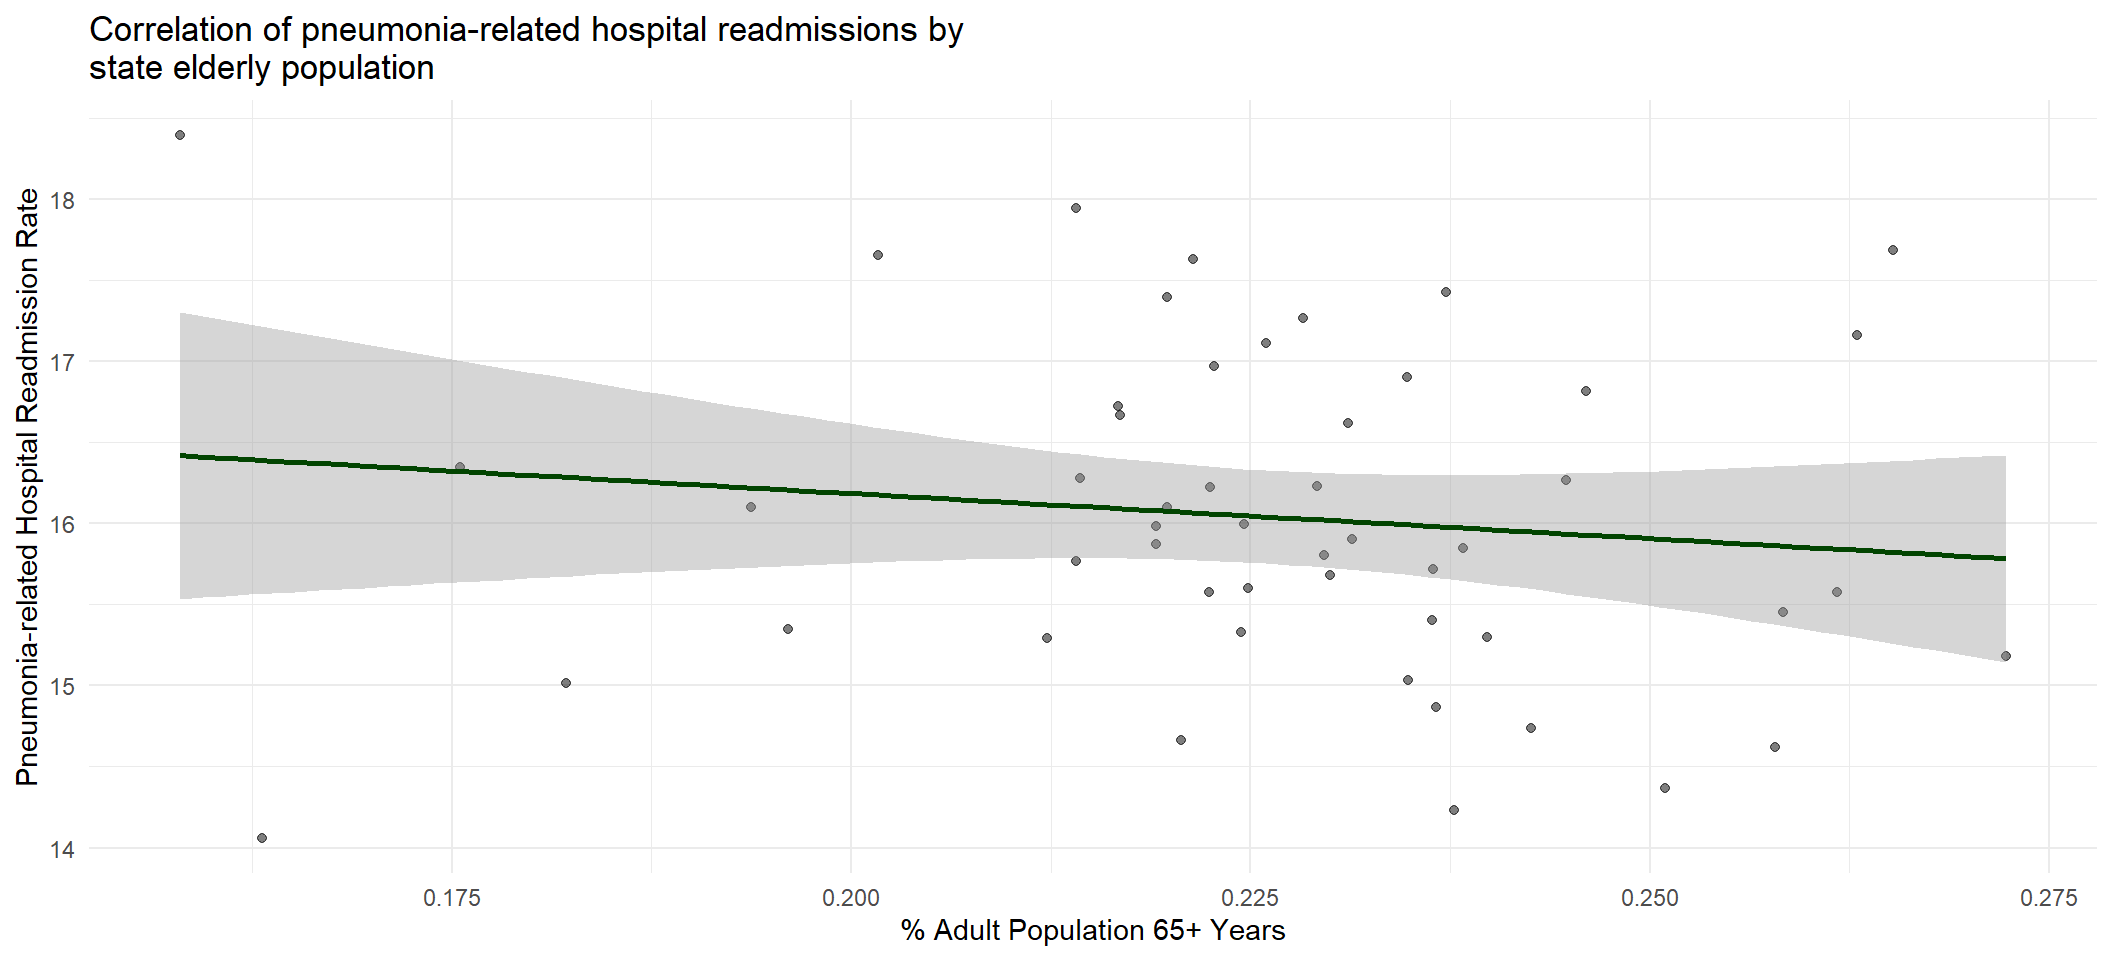 Correlation of pneumonia-related hospital readmissions by
state elderly population
Pneumonia-related Hospital Readmission Rate
18
17
16
15
14
0.175
0.200
0.225
0.250
0.275
% Adult Population 65+ Years